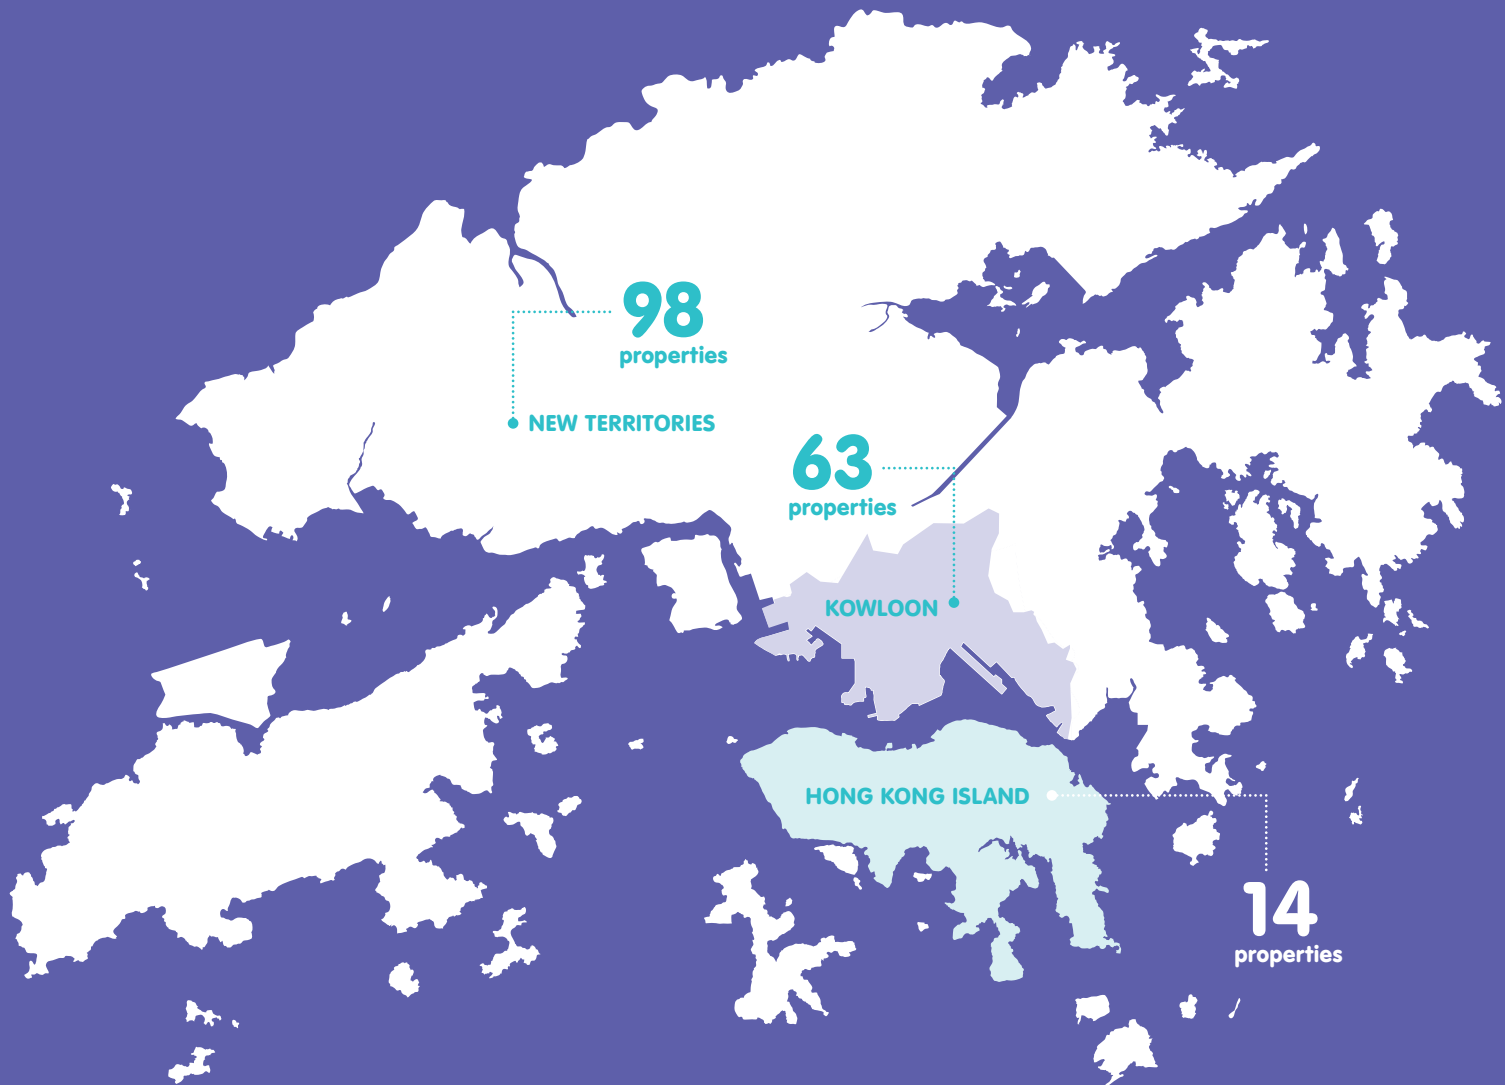 98
properties
NEW TERRITORIES
63
properties
KOWLOON
HONG KONG ISLAND
14
properties